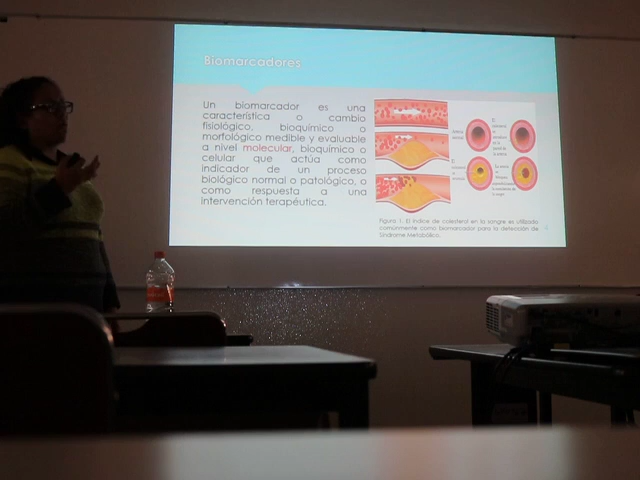 Biomarcadores
Un biomarcador es una
característica o cambio
fisiológico, bioquímico o
morfológico medible y evaluable
a nivel molecular, bioquímico o
celular que actúa como
indicador de un proceso
biológico normal o patológico, o
como respuesta a una
intervención terapéutica.
Figura 1. El índice de colesterol en la sangre es utilizado
comúnmente como biomarcador para la detección de
Síndrome Metabólico.